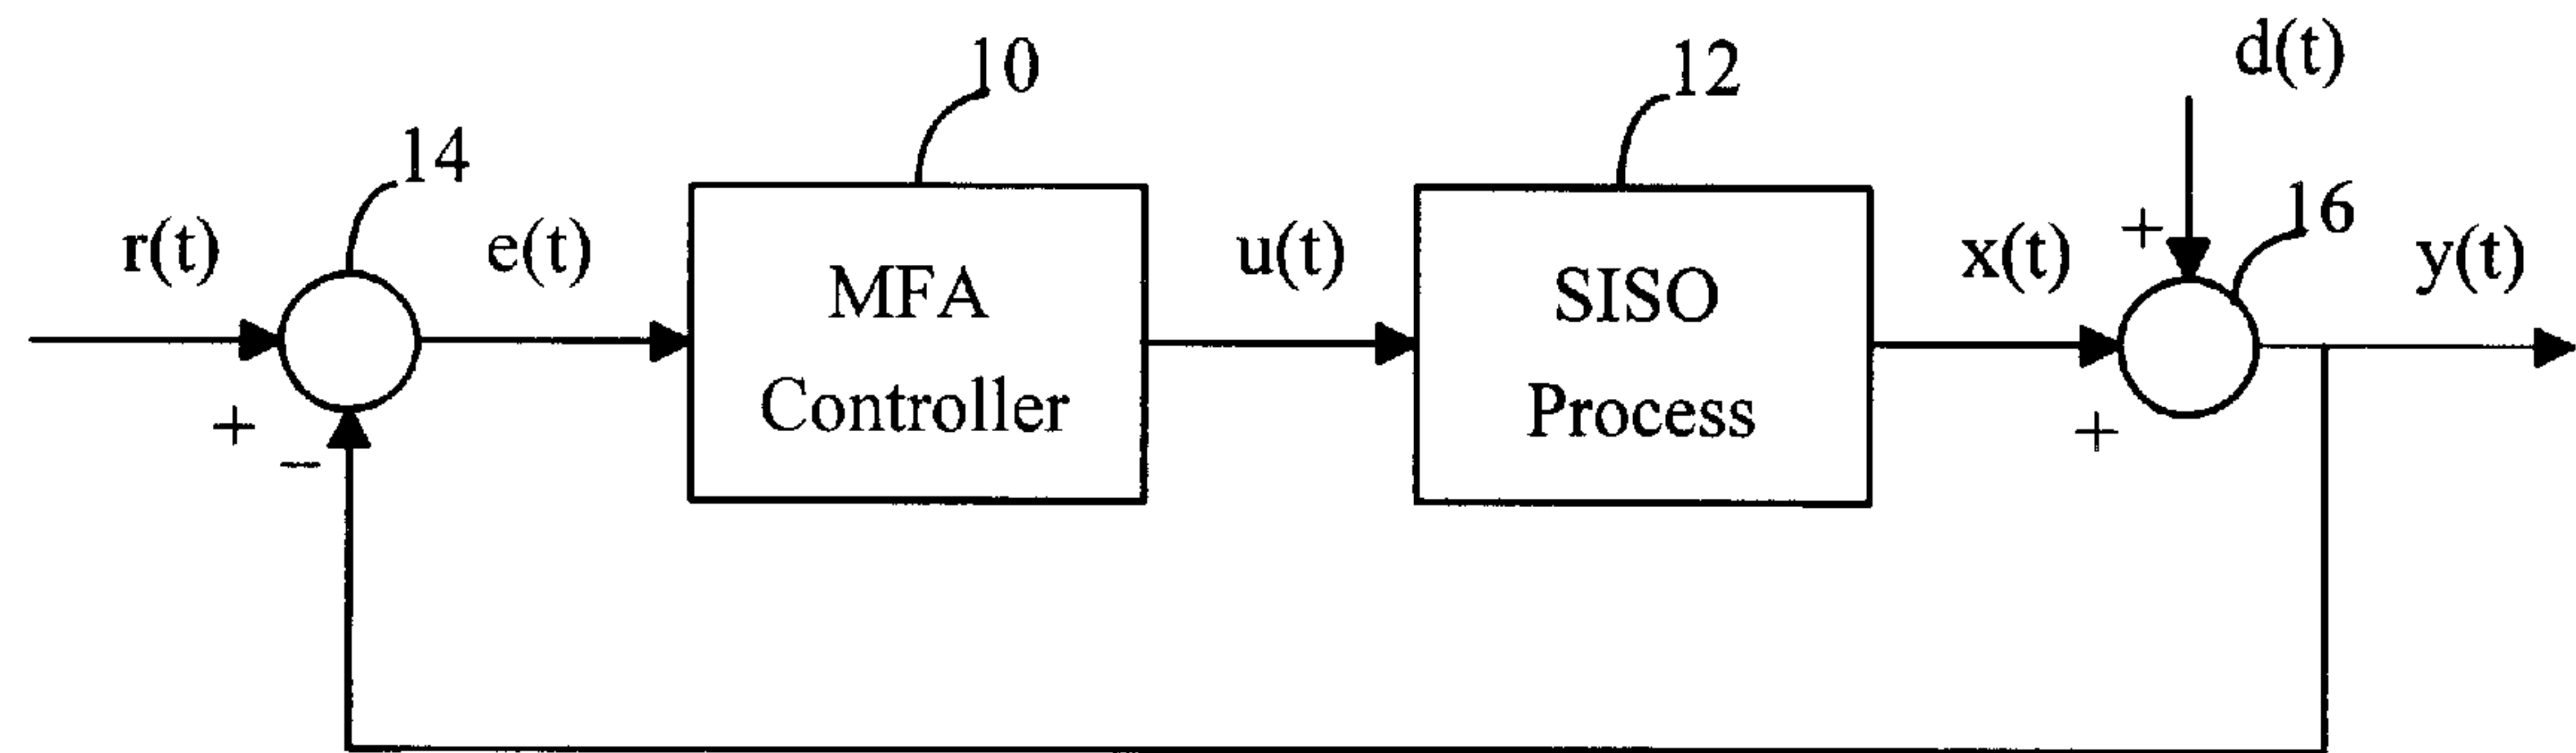 10
12
d(t)
14
16
r(t)
e(t)
MFA
Controller
u(t)
SISO
Process
x(t)
y(t)
+
+
−
+